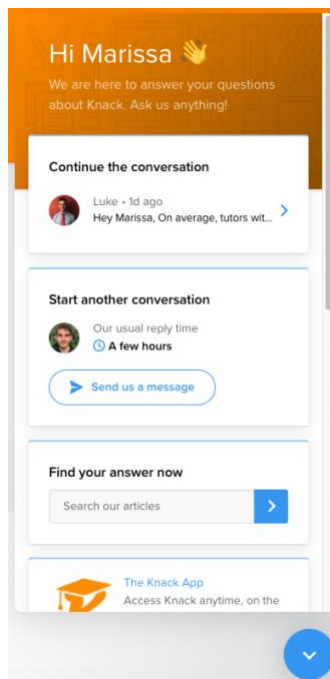 Hi Marissa 👋
We are here to answer your questions
about Knack. Ask us anything!
Continue the conversation
Luke • 1d ago
Hey Marissa, On average, tutors wit...
Start another conversation
Our usual reply time
A few hours
Send us a message
Find your answer now
Search our articles
The Knack App
Access Knack anytime, on the